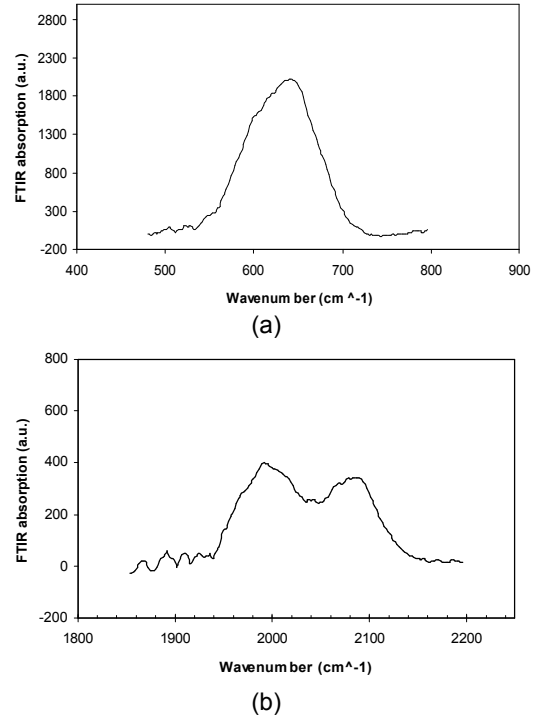 2800
2300
1800
1300
800
300
-200
FTIR absorption (a.u.)
400 500 600 700 800 900
Wavenum ber (cm ^-1)
(a)
800
600
400
200
0
-200
FTIR absorption (a.u.)
1800 1900 2000 2100 2200
Wavenum ber (cm^-1)
(b)